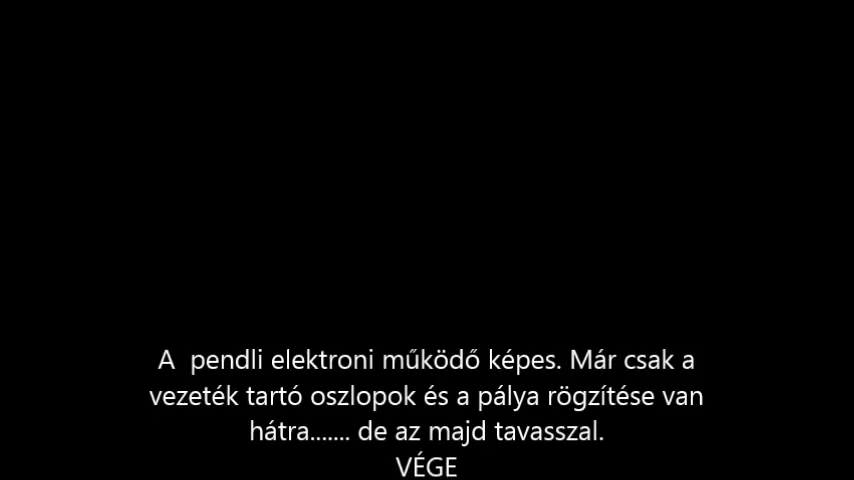 A  pendli elektroni működő képes. Már csak a
vezeték tartó oszlopok és a pálya rögzítése van
hátra....... de az majd tavasszal.
VÉGE